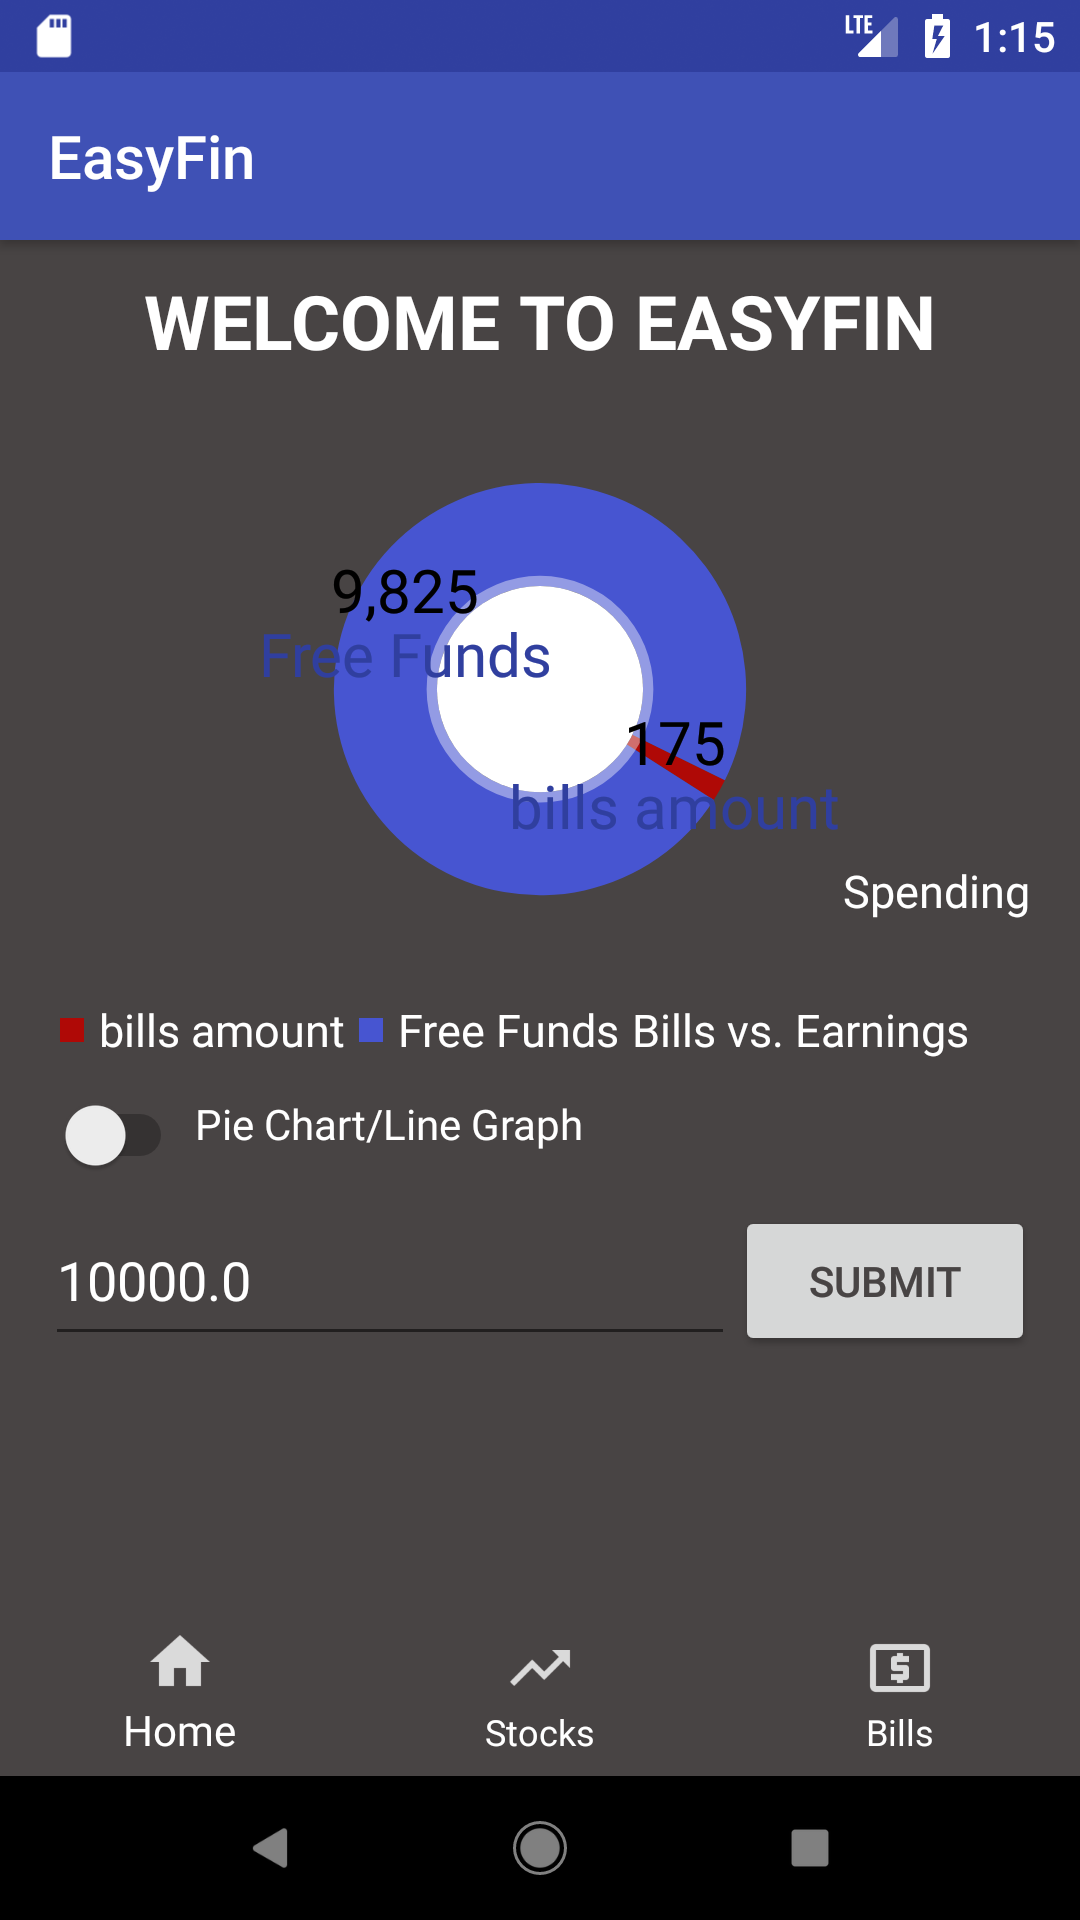 LTE 1:15
EasyFin
WELCOME TO EASYFIN
9,825
Free Funds
175
bills amount
Spending
bills amount Free Funds Bills vs. Earnings
Pie Chart/Line Graph
10000.0
SUBMIT
Home Stocks Bills